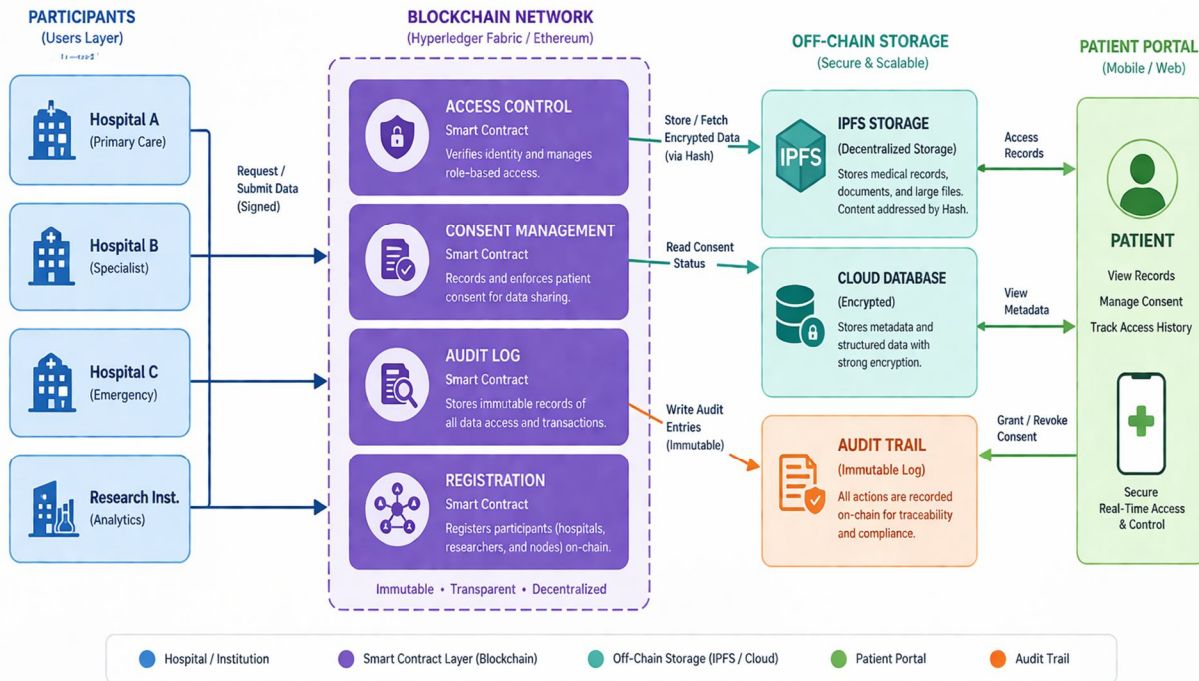 PARTICIPANTS
(Users Layer)
Hospital A
(Primary Care)
Hospital B
(Specialist)
Hospital C
(Emergency)
Research Inst.
(Analytics)
Request /
Submit Data
(Signed)
BLOCKCHAIN NETWORK
(Hyperledger Fabric / Ethereum)
ACCESS CONTROL
Smart Contract
Verifies identity and manages
role-based access.
CONSENT MANAGEMENT
Smart Contract
Records and enforces patient
consent for data sharing.
AUDIT LOG
Smart Contract
Stores immutable records of
all data access and transactions.
REGISTRATION
Smart Contract
Registers participants (hospitals,
researchers, and nodes) on-chain.
Immutable • Transparent • Decentralized
Store / Fetch
Encrypted Data
(via Hash)
Read Consent
Status
Write Audit
Entries
(Immutable)
OFF-CHAIN STORAGE
(Secure & Scalable)
IPFS
IPFS STORAGE
(Decentralized Storage)
Stores medical records,
documents, and large files.
Content addressed by Hash.
CLOUD DATABASE
(Encrypted)
Stores metadata and
structured data with
strong encryption.
AUDIT TRAIL
(Immutable Log)
All actions are recorded
on-chain for traceability
and compliance.
Access
Records
View
Metadata
Grant / Revoke
Consent
PATIENT PORTAL
(Mobile / Web)
PATIENT
View Records
Manage Consent
Track Access History
Secure
Real-Time Access
& Control
Hospital / Institution
Smart Contract Layer (Blockchain)
Off-Chain Storage (IPFS / Cloud)
Patient Portal
Audit Trail